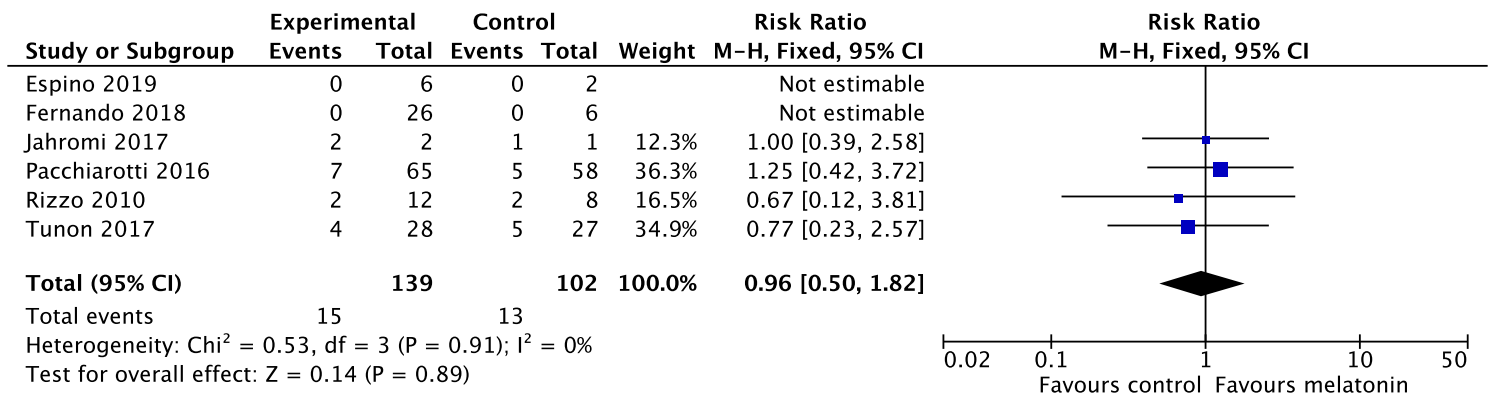 Experimental Control Risk Ratio Risk Ratio
Study or Subgroup Events Total Events Total Weight M-H, Fixed, 95% CI M-H, Fixed, 95% CI
Espino 2019 0 6 0 2 Not estimable
Fernando 2018 0 26 0 6 Not estimable
Jahromi 2017 2 2 1 1 12.3% 1.00 [0.39, 2.58]
Pacchiarotti 2016 7 65 5 58 36.3% 1.25 [0.42, 3.72]
Rizzo 2010 2 12 2 8 16.5% 0.67 [0.12, 3.81]
Tunon 2017 4 28 5 27 34.9% 0.77 [0.23, 2.57]
Total (95% CI) 139 102 100.0% 0.96 [0.50, 1.82]
Total events 15 13
Heterogeneity: Chi² = 0.53, df = 3 (P = 0.91); I² = 0%
Test for overall effect: Z = 0.14 (P = 0.89)
0.02 0.1 1 10 50
Favours control Favours melatonin